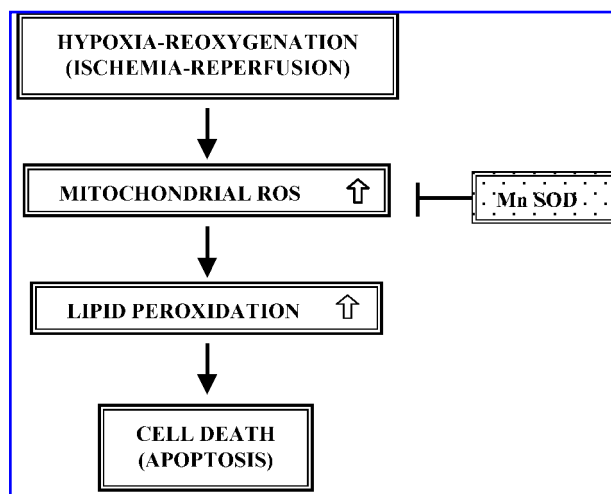 HYPOXIA-REOXYGENATION
(ISCHEMIA-REPERFUSION)
MITOCHONDRIAL ROS
Mn SOD
LIPID PEROXIDATION
CELL DEATH
(APOPTOSIS)